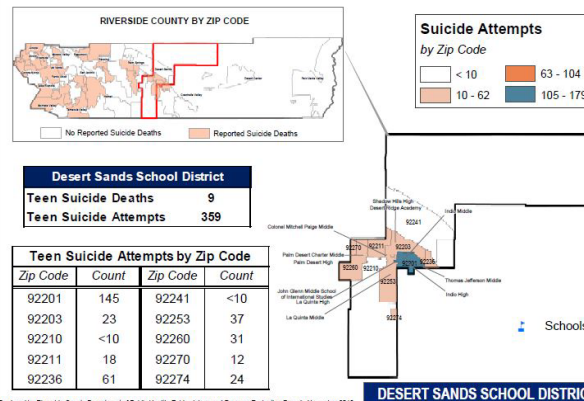 RIVERSIDE COUNTY BY ZIP CODE
No Reported Suicide Deaths
Reported Suicide Deaths
Suicide Attempts
by Zip Code
< 10
63 - 104
10 - 62
105 - 179
Desert Sands School District
Teen Suicide Deaths 9
Teen Suicide Attempts 359
Teen Suicide Attempts by Zip Code
Zip Code Count Zip Code Count
92201 145 92241 <10
92203 23 92253 37
92210 <10 92260 31
92211 18 92270 12
92236 61 92274 24
Shadow Hills High
Desert Ridge Academy
92241
Colonel Mitchell Paige Middle
Indio Middle
92270
92211
92203
Palm Desert Charter Middle
Palm Desert High
92260
92210
92201
92236
92253
Thomas Jefferson Middle
John Glenn Middle School
of International Studies
La Quinta High
Indio High
La Quinta Middle
92274
Schools
DESERT SANDS SCHOOL DISTRIC